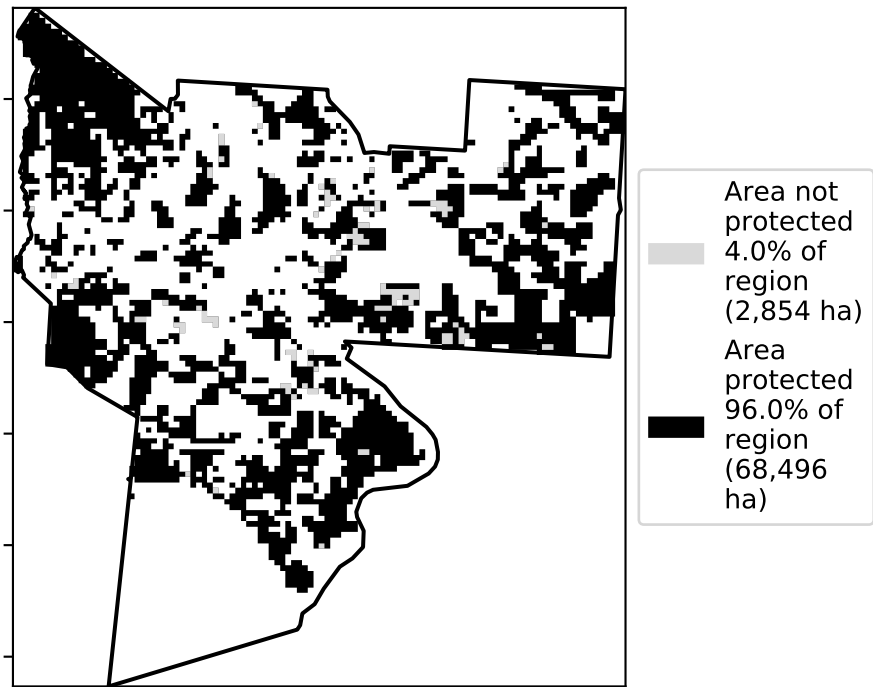 Area not
protected
4.0% of
region
(2,854 ha)
Area
protected
96.0% of
region
(68,496
ha)